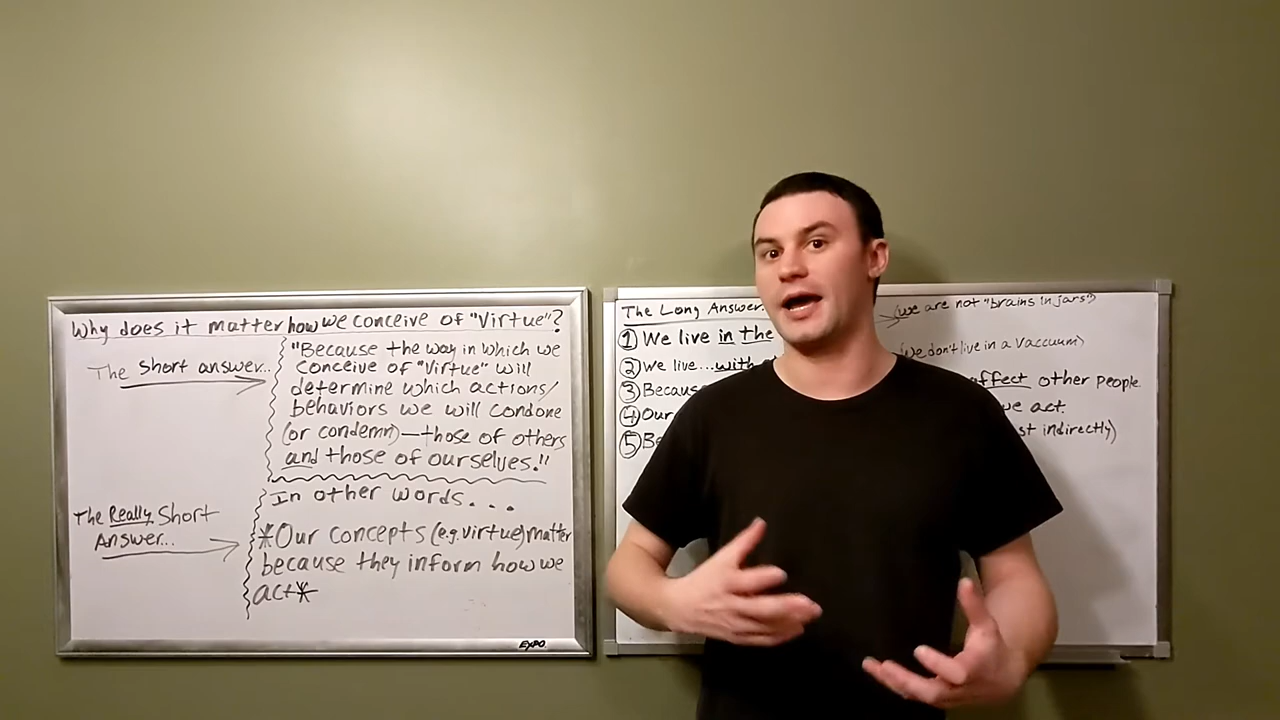 Why does it matter how we conceive of "Virtue"?
The short answer...
"Because the way in which we
conceive of "Virtue" will
determine which actions/
behaviors we will condone
(or condemn)—those of others
and those of ourselves."
In other words...
The Really Short
Answer...
*Our concepts (e.g. virtue) matter
because they inform how we
act*
EXPO
The Long Answer
(we are not "brains in jars")
① We live in the
(we don't live in a vaccuum)
② We live...with
③ Because affect other people
④ Our we act.
⑤ indirectly)